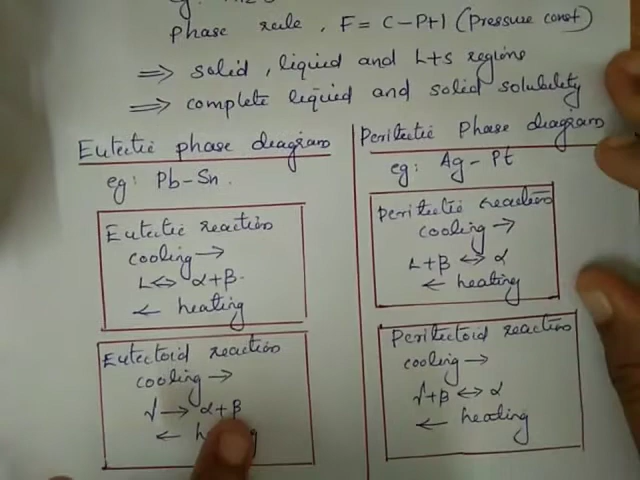 eg:
phase rule, F = C-P+1 (Pressure const)
⇒ solid, liquid and L+S regions
⇒ complete liquid and solid solubility
Eutectic phase diagram
eg: Pb-Sn.
Eutectic reaction
cooling →
L ↔ α+β
← heating
Eutectoid reaction
cooling →
γ → α+β
←
Peritectic Phase diagram
eg: Ag-Pt
Peritectic reaction
cooling →
L+β ↔ α
← heating
Peritectoid reaction
cooling →
γ+β ↔ α
← heating